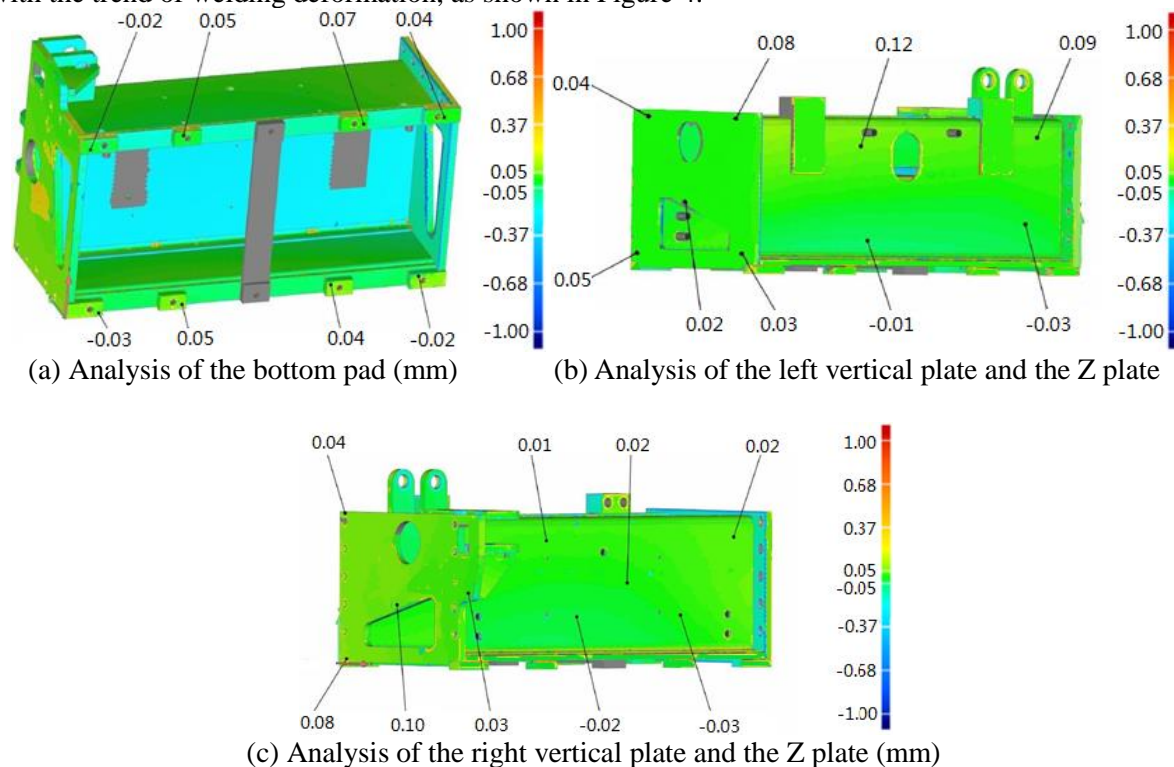 with the trend of welding deformation, as shown in Figure 4.
-0.02 0.05 0.07 0.04
1.00
0.68
0.37
0.05
-0.05
-0.37
-0.68
-1.00
-0.03 0.05 0.04 -0.02
(a) Analysis of the bottom pad (mm)
0.04 0.08 0.12 0.09
1.00
0.68
0.37
0.05
-0.05
-0.37
-0.68
-1.00
0.05 0.02 0.03 -0.01 -0.03
(b) Analysis of the left vertical plate and the Z plate
0.04 0.01 0.02 0.02
1.00
0.68
0.37
0.05
-0.05
-0.37
-0.68
-1.00
0.08 0.10 0.03 -0.02 -0.03
(c) Analysis of the right vertical plate and the Z plate (mm)